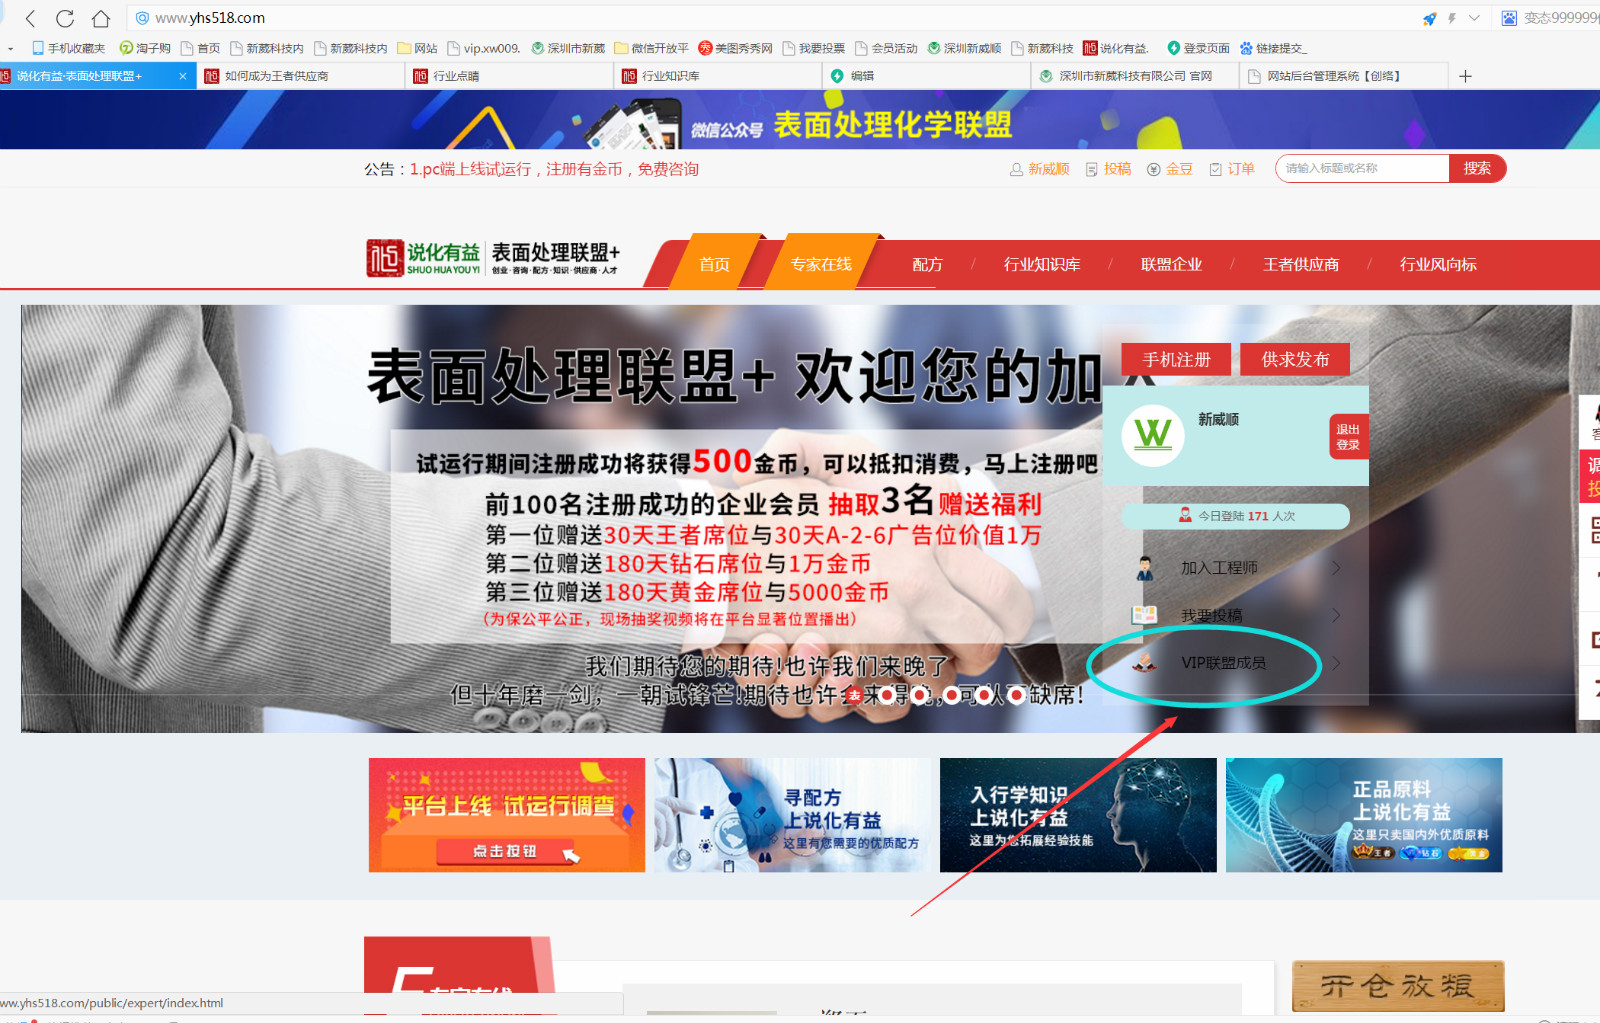 www.yhs518.com
变态999999
手机收藏夹
淘子购
首页
新葳科技内
新葳科技内
网站
vip.xw009.
深圳市新葳
微信开放平
美图秀秀网
我要投票
会员活动
深圳新威顺
新葳科技
说化有益.
登录页面
链接提交_
说化有益-表面处理联盟+
如何成为王者供应商
行业点睛
行业知识库
编辑
深圳市新葳科技有限公司 官网
网站后台管理系统【创络】
微信公众号 表面处理化学联盟
公告：1.pc端上线试运行，注册有金币，免费咨询
新威顺
投稿
金豆
订单
请输入标题或名称
搜索
说化有益
SHUO HUA YOU YI
表面处理联盟+
创业·咨询·配方·知识·供应商·人才
首页
专家在线
配方
/
行业知识库
/
联盟企业
/
王者供应商
/
行业风向标
表面处理联盟+ 欢迎您的加入
试运行期间注册成功将获得500金币，可以抵扣消费，马上注册吧
前100名注册成功的企业会员 抽取3名赠送福利
第一位赠送30天王者席位与30天A-2-6广告位价值1万
第二位赠送180天钻石席位与1万金币
第三位赠送180天黄金席位与5000金币
（为保公平公正，现场抽奖视频将在平台显著位置播出）
我们期待您的期待!也许我们来晚了
但十年磨一剑，一朝试锋芒!期待也许会来得晚，可从不缺席!
手机注册
供求发布
新威顺
退出
登录
今日登陆 171 人次
加入工程师
我要投稿
VIP联盟成员
平台上线 试运行调查
点击按钮
寻配方
上说化有益
这里有您需要的优质配方
入行学知识
上说化有益
这里为您拓展经验技能
正品原料
上说化有益
这里只卖国内外优质原料
王者
钻石
黄金
专家在线
开仓放粮
ww.yhs518.com/public/expert/index.html